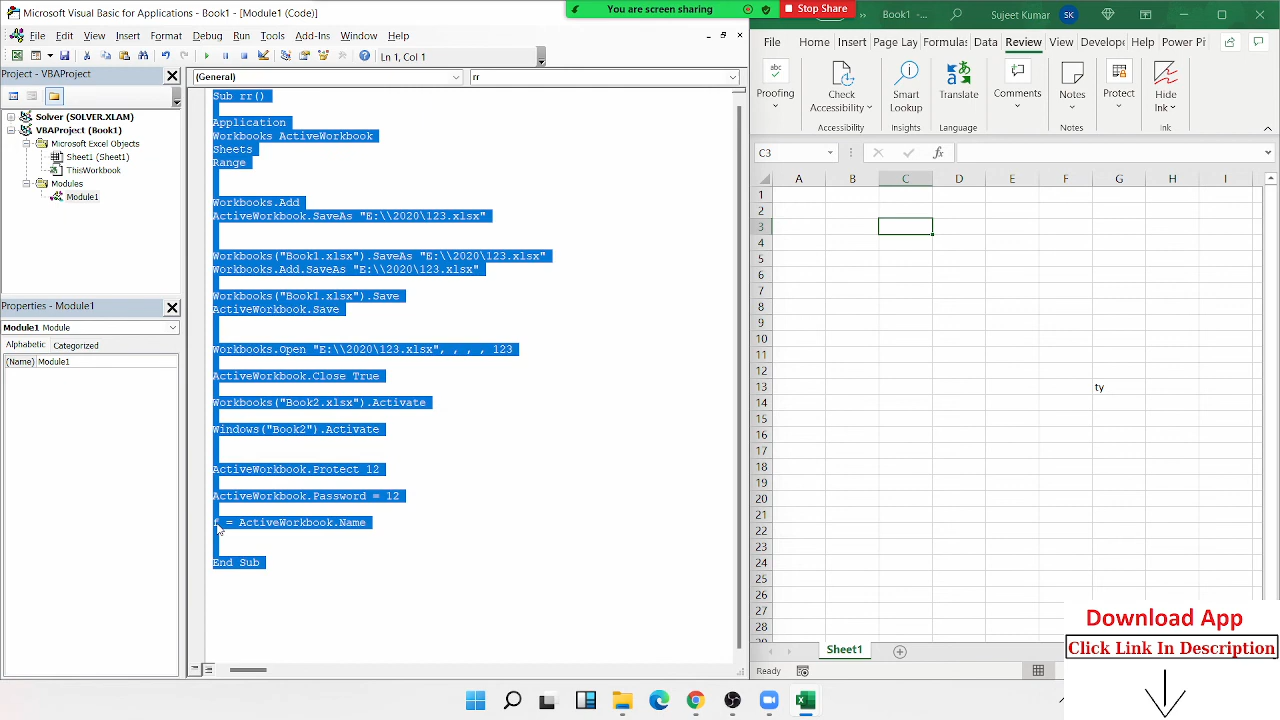 Microsoft Visual Basic for Applications - Book1 - [Module1 (Code)]
You are screen sharing
Stop Share
Book1 -...
Sujeet Kumar
SK
File Edit View Insert Format Debug Run Tools Add-Ins Window Help
File Home Insert Page Lay Formulas Data Review View Develope Help Power Pi
Ln 1, Col 1
Project - VBAProject
(General)
rr
Solver (SOLVER.XLAM)
VBAProject (Book1)
Microsoft Excel Objects
Sheet1 (Sheet1)
ThisWorkbook
Modules
Module1
Properties - Module1
Module1 Module
Alphabetic Categorized
(Name) Module1
Sub rr()
Application
Workbooks ActiveWorkbook
Sheets
Range
Workbooks.Add
ActiveWorkbook.SaveAs "E:\\2020\123.xlsx"
Workbooks("Book1.xlsx").SaveAs "E:\\2020\123.xlsx"
Workbooks.Add.SaveAs "E:\\2020\123.xlsx"
Workbooks("Book1.xlsx").Save
ActiveWorkbook.Save
Workbooks.Open "E:\\2020\123.xlsx", , , , 123
ActiveWorkbook.Close True
Workbooks("Book2.xlsx").Activate
Windows("Book2").Activate
ActiveWorkbook.Protect 12
ActiveWorkbook.Password = 12
f = ActiveWorkbook.Name
End Sub
Proofing
Check Accessibility
Smart Lookup
Translate
Comments
Notes
Protect
Hide Ink
Accessibility Insights Language Comments Notes Ink
C3
fx
A B C D E F G H I
1
2
3
4
5
6
7
8
9
10
11
12
13 ty
14
15
16
17
18
19
20
21
22
23
24
25
26
27
28
Sheet1
Ready
Download App
Click Link In Description